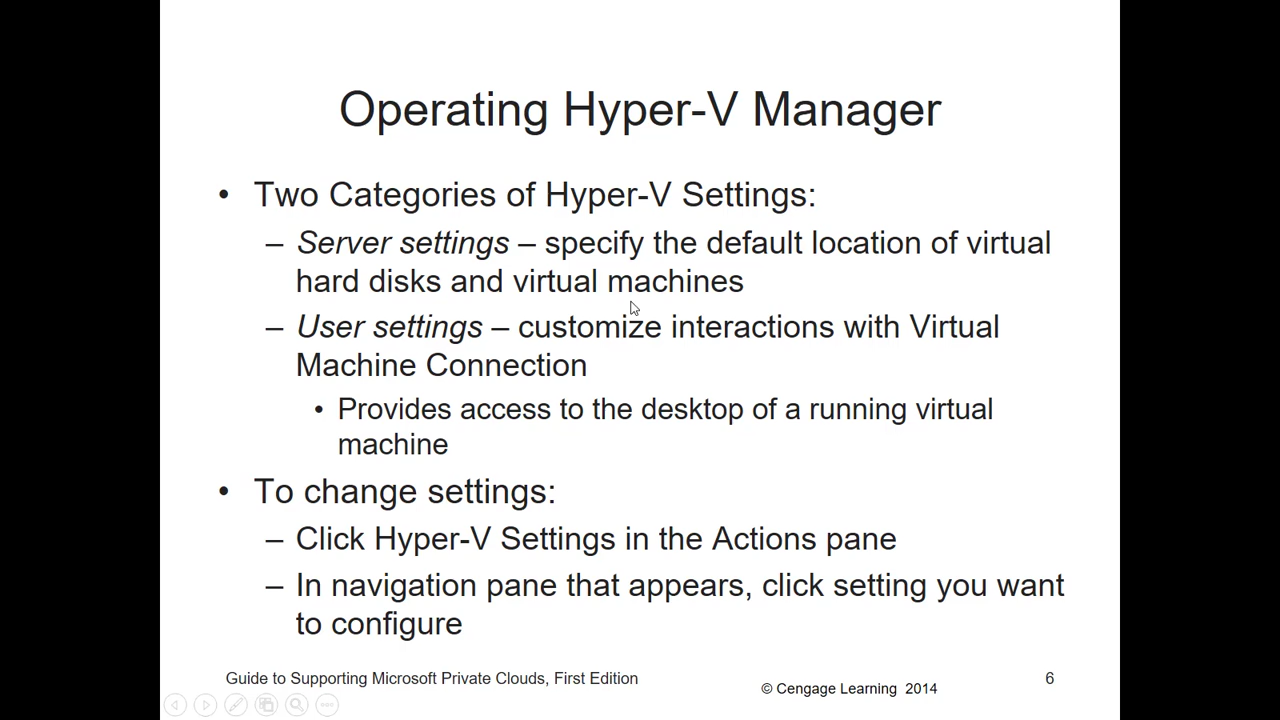 Operating Hyper-V Manager
• Two Categories of Hyper-V Settings:
– Server settings – specify the default location of virtual
hard disks and virtual machines
– User settings – customize interactions with Virtual
Machine Connection
• Provides access to the desktop of a running virtual
machine
• To change settings:
– Click Hyper-V Settings in the Actions pane
– In navigation pane that appears, click setting you want
to configure
Guide to Supporting Microsoft Private Clouds, First Edition
© Cengage Learning 2014
6